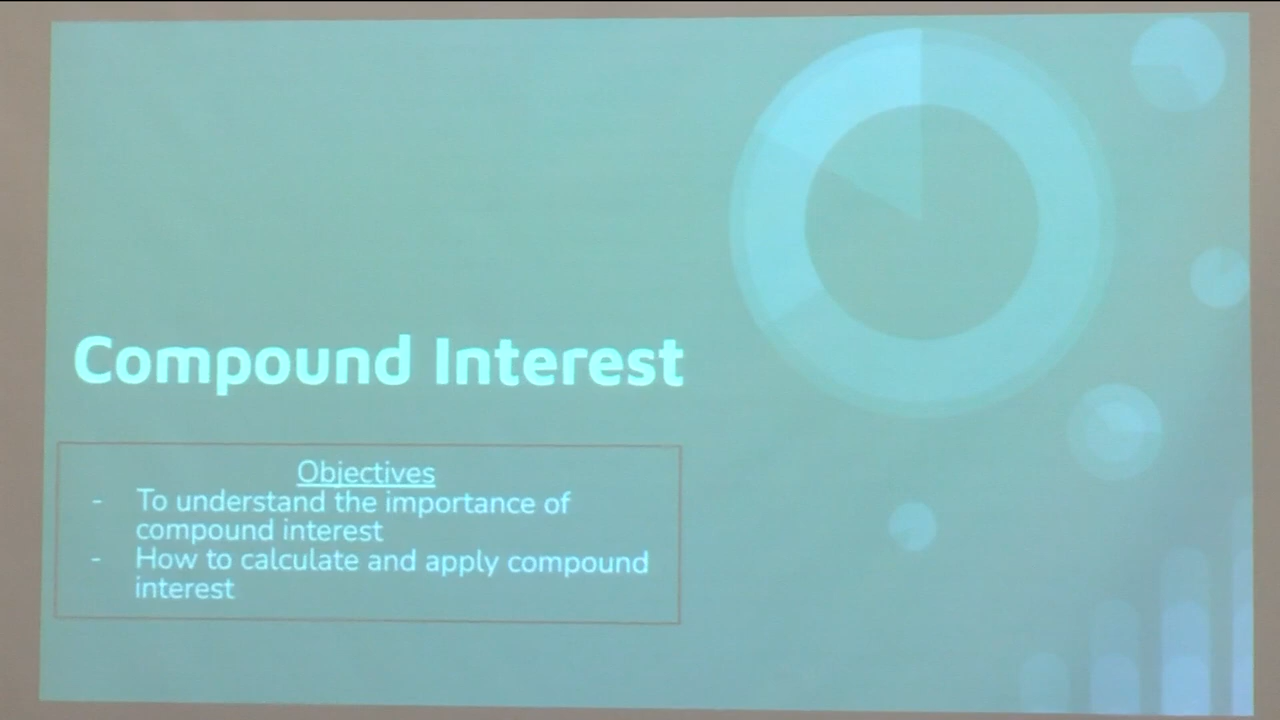 Compound Interest
Objectives
- To understand the importance of
compound interest
- How to calculate and apply compound
interest